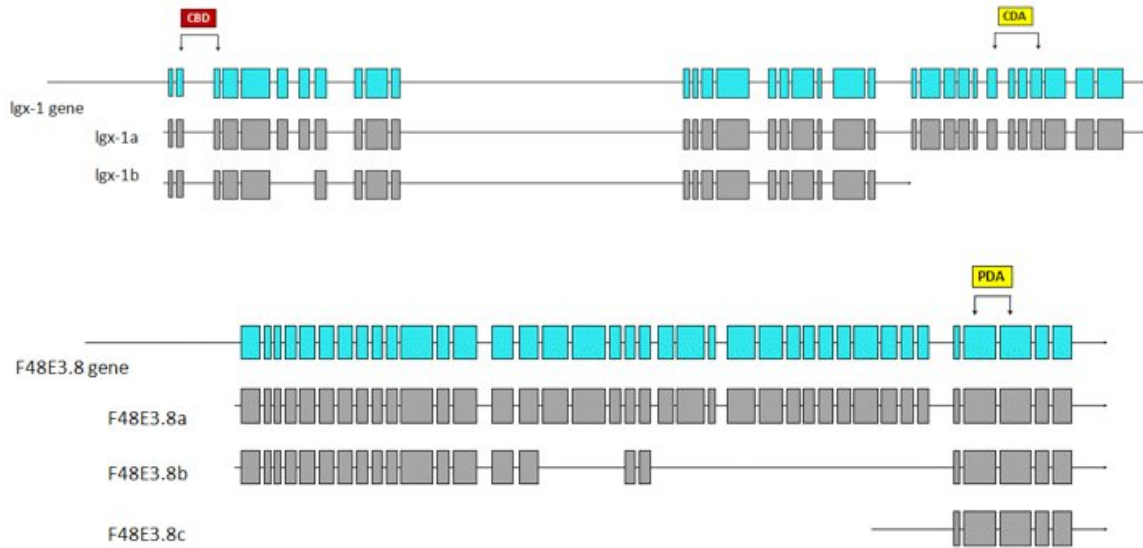 CBD
CDA
lgx-1 gene
lgx-1a
lgx-1b
PDA
F48E3.8 gene
F48E3.8a
F48E3.8b
F48E3.8c